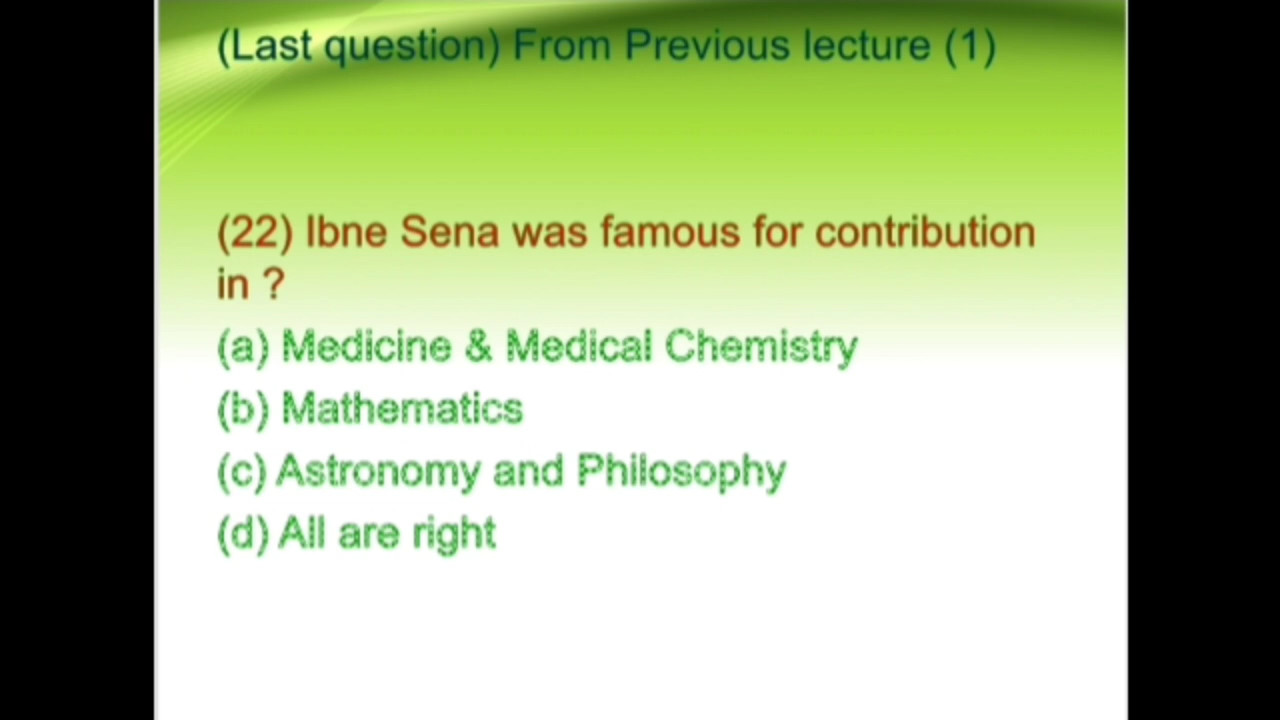 (Last question) From Previous lecture (1)
(22) Ibne Sena was famous for contribution
in ?
(a) Medicine & Medical Chemistry
(b) Mathematics
(c) Astronomy and Philosophy
(d) All are right